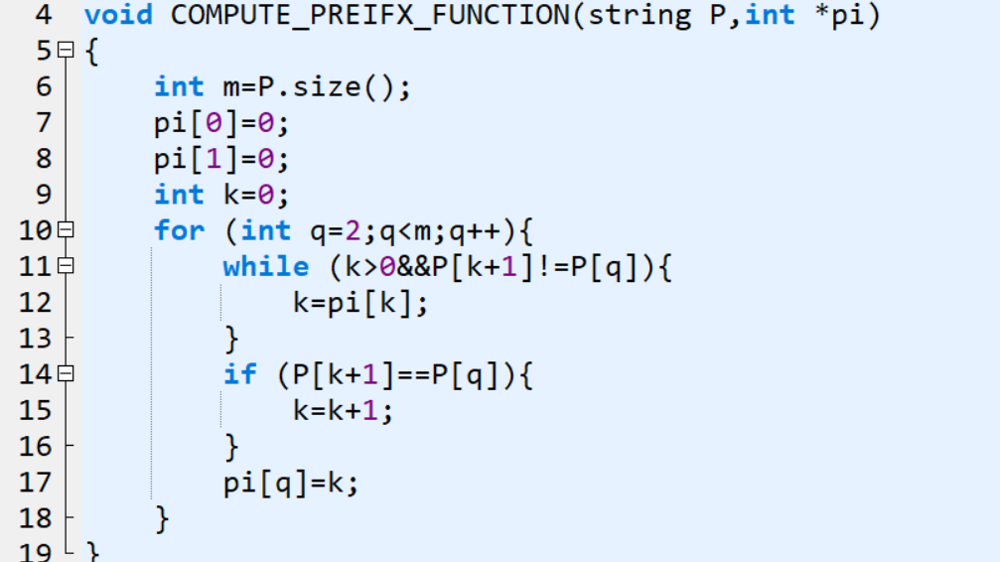 4 void COMPUTE_PREIFX_FUNCTION(string P,int *pi)
5 {
6 int m=P.size();
7 pi[0]=0;
8 pi[1]=0;
9 int k=0;
10 for (int q=2;q<m;q++){
11 while (k>0&&P[k+1]!=P[q]){
12 k=pi[k];
13 }
14 if (P[k+1]==P[q]){
15 k=k+1;
16 }
17 pi[q]=k;
18 }
19 }